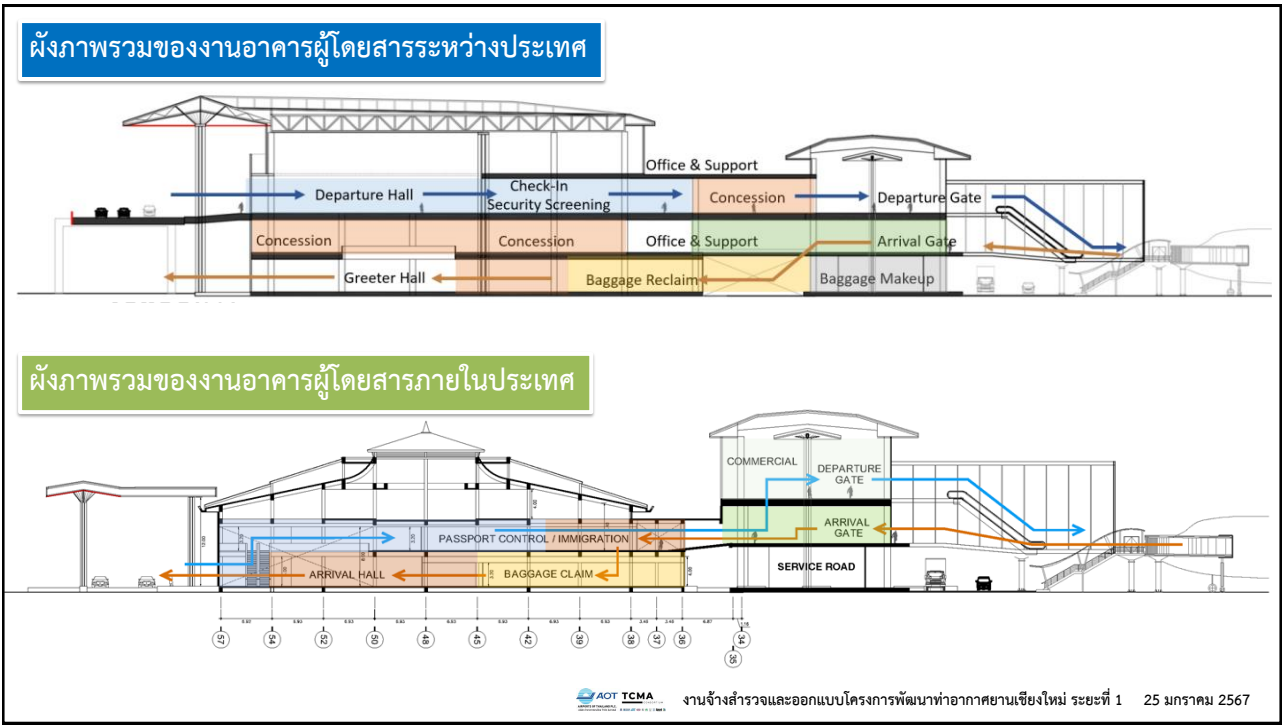 ผังภาพรวมของงานอาคารผู้โดยสารระหว่างประเทศ
Office & Support
Departure Hall
Check-In
Security Screening
Concession
Departure Gate
Concession
Concession
Office & Support
Arrival Gate
Greeter Hall
Baggage Reclaim
Baggage Makeup
ผังภาพรวมของงานอาคารผู้โดยสารภายในประเทศ
COMMERCIAL
DEPARTURE
GATE
PASSPORT CONTROL / IMMIGRATION
ARRIVAL
GATE
ARRIVAL HALL
BAGGAGE CLAIM
SERVICE ROAD
57 54 52 50 48 45 42 39 38 37 36 34
35
AOT TCMA งานจ้างสำรวจและออกแบบโครงการพัฒนาท่าอากาศยานเชียงใหม่ ระยะที่ 1 25 มกราคม 2567